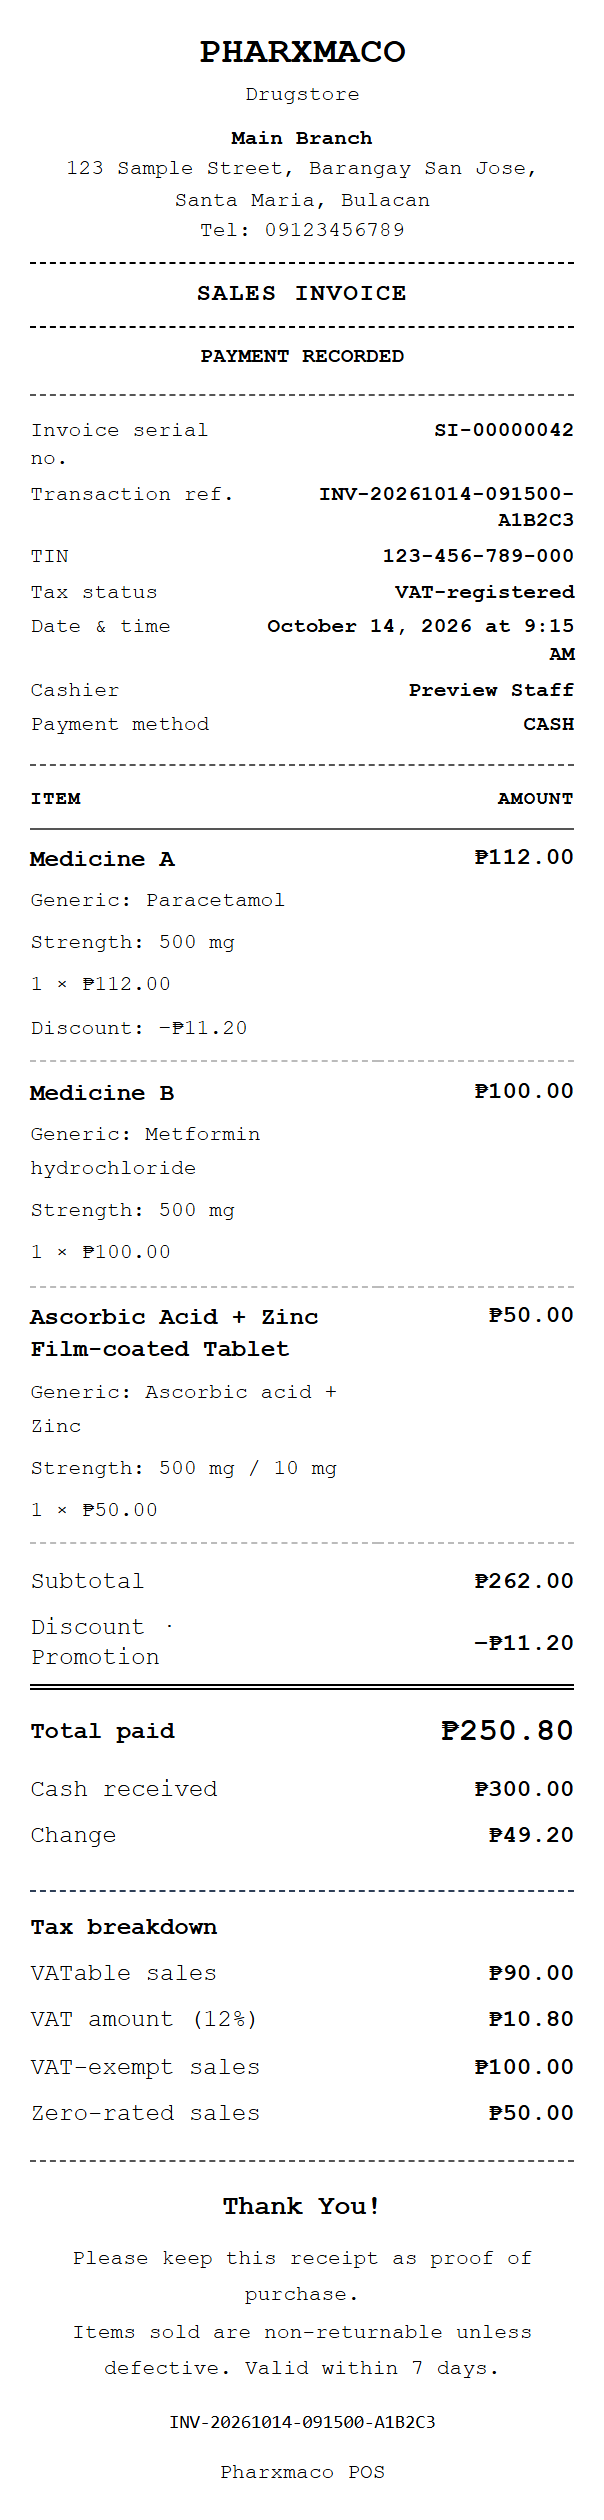 PHARXMACO
Drugstore
Main Branch
123 Sample Street, Barangay San Jose,
Santa Maria, Bulacan
Tel: 09123456789
SALES INVOICE
PAYMENT RECORDED
Invoice serial no. SI-00000042
Transaction ref. INV-20261014-091500-A1B2C3
TIN 123-456-789-000
Tax status VAT-registered
Date & time October 14, 2026 at 9:15 AM
Cashier Preview Staff
Payment method CASH
ITEM AMOUNT
Medicine A ₱112.00
Generic: Paracetamol
Strength: 500 mg
1 × ₱112.00
Discount: −₱11.20
Medicine B ₱100.00
Generic: Metformin
hydrochloride
Strength: 500 mg
1 × ₱100.00
Ascorbic Acid + Zinc ₱50.00
Film-coated Tablet
Generic: Ascorbic acid +
Zinc
Strength: 500 mg / 10 mg
1 × ₱50.00
Subtotal ₱262.00
Discount · Promotion −₱11.20
Total paid ₱250.80
Cash received ₱300.00
Change ₱49.20
Tax breakdown
VATable sales ₱90.00
VAT amount (12%) ₱10.80
VAT-exempt sales ₱100.00
Zero-rated sales ₱50.00
Thank You!
Please keep this receipt as proof of
purchase.
Items sold are non-returnable unless
defective. Valid within 7 days.
INV-20261014-091500-A1B2C3
Pharxmaco POS